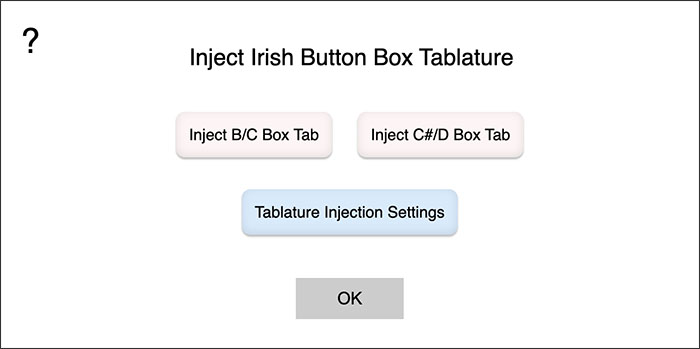 ?
Inject Irish Button Box Tablature
Inject B/C Box Tab
Inject C#/D Box Tab
Tablature Injection Settings
OK